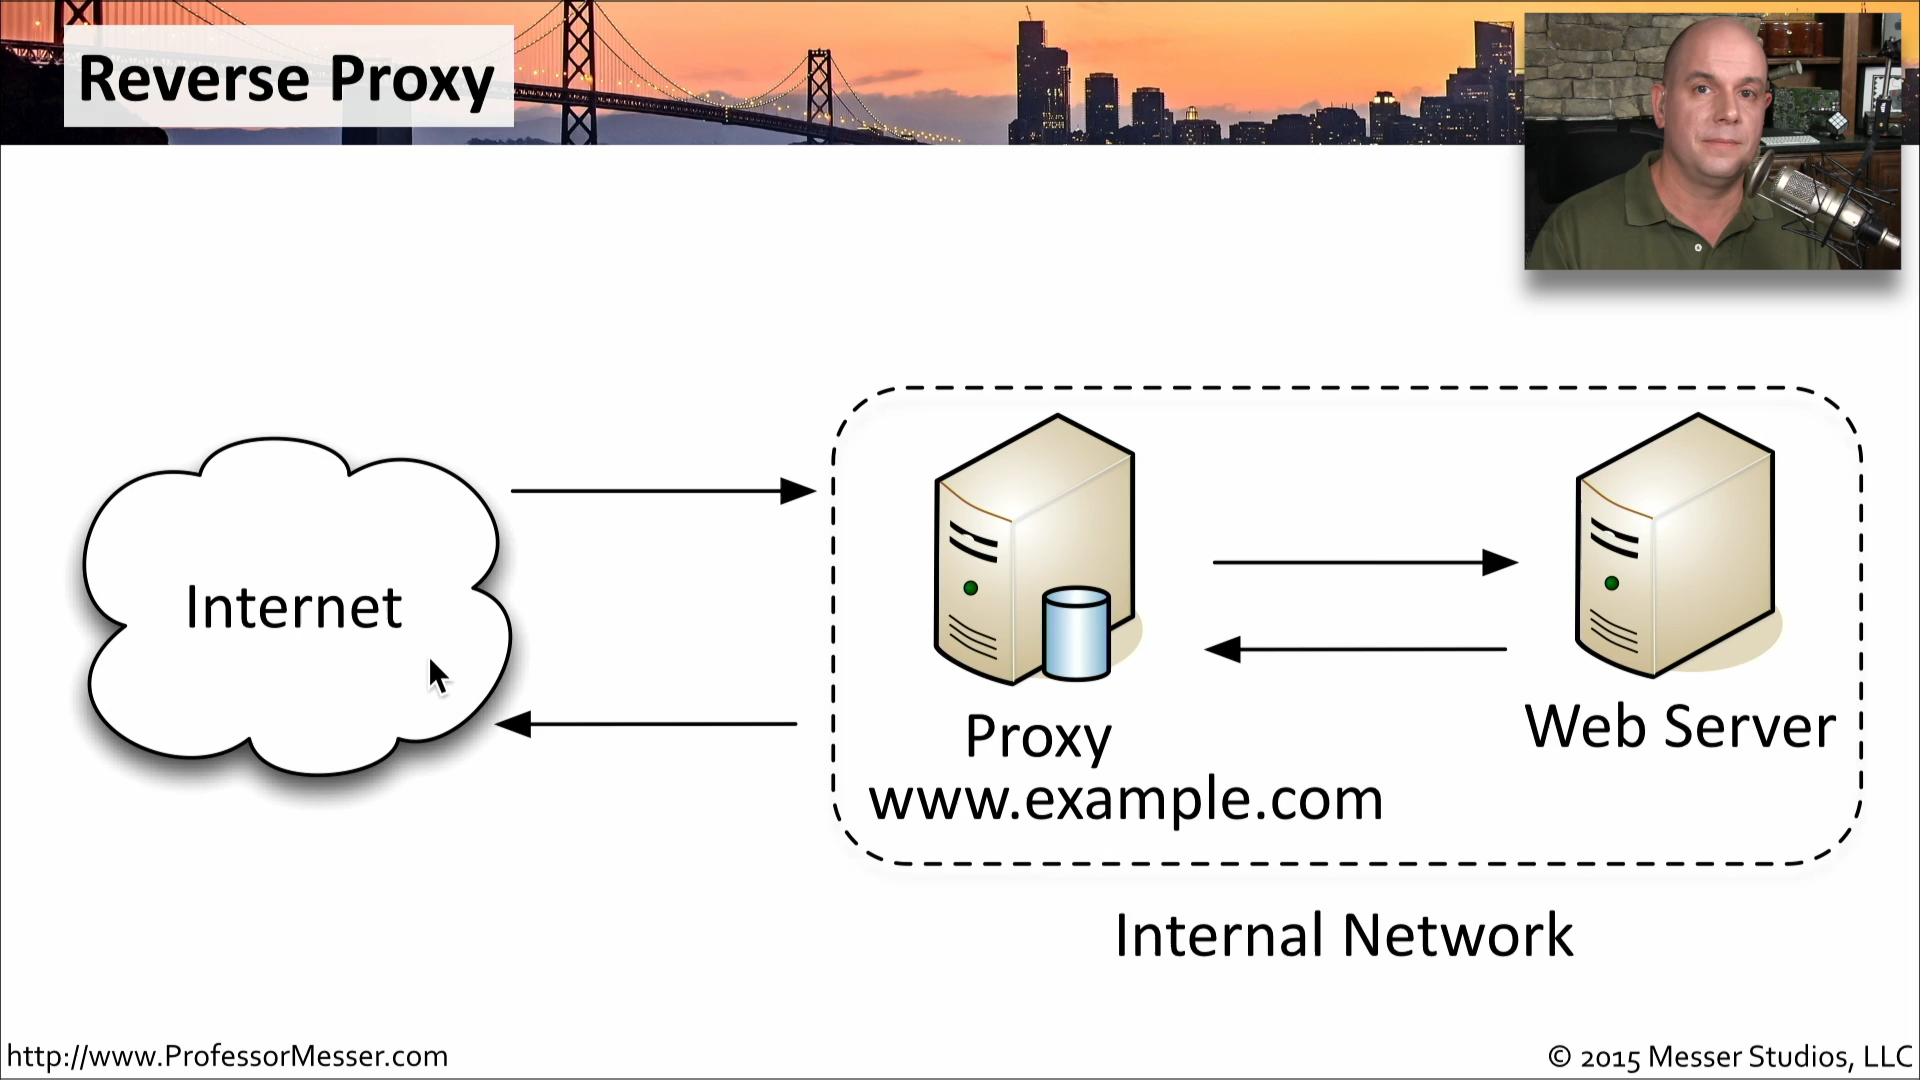 Reverse Proxy
Internet
Proxy
www.example.com
Web Server
Internal Network
http://www.ProfessorMesser.com
© 2015 Messer Studios, LLC